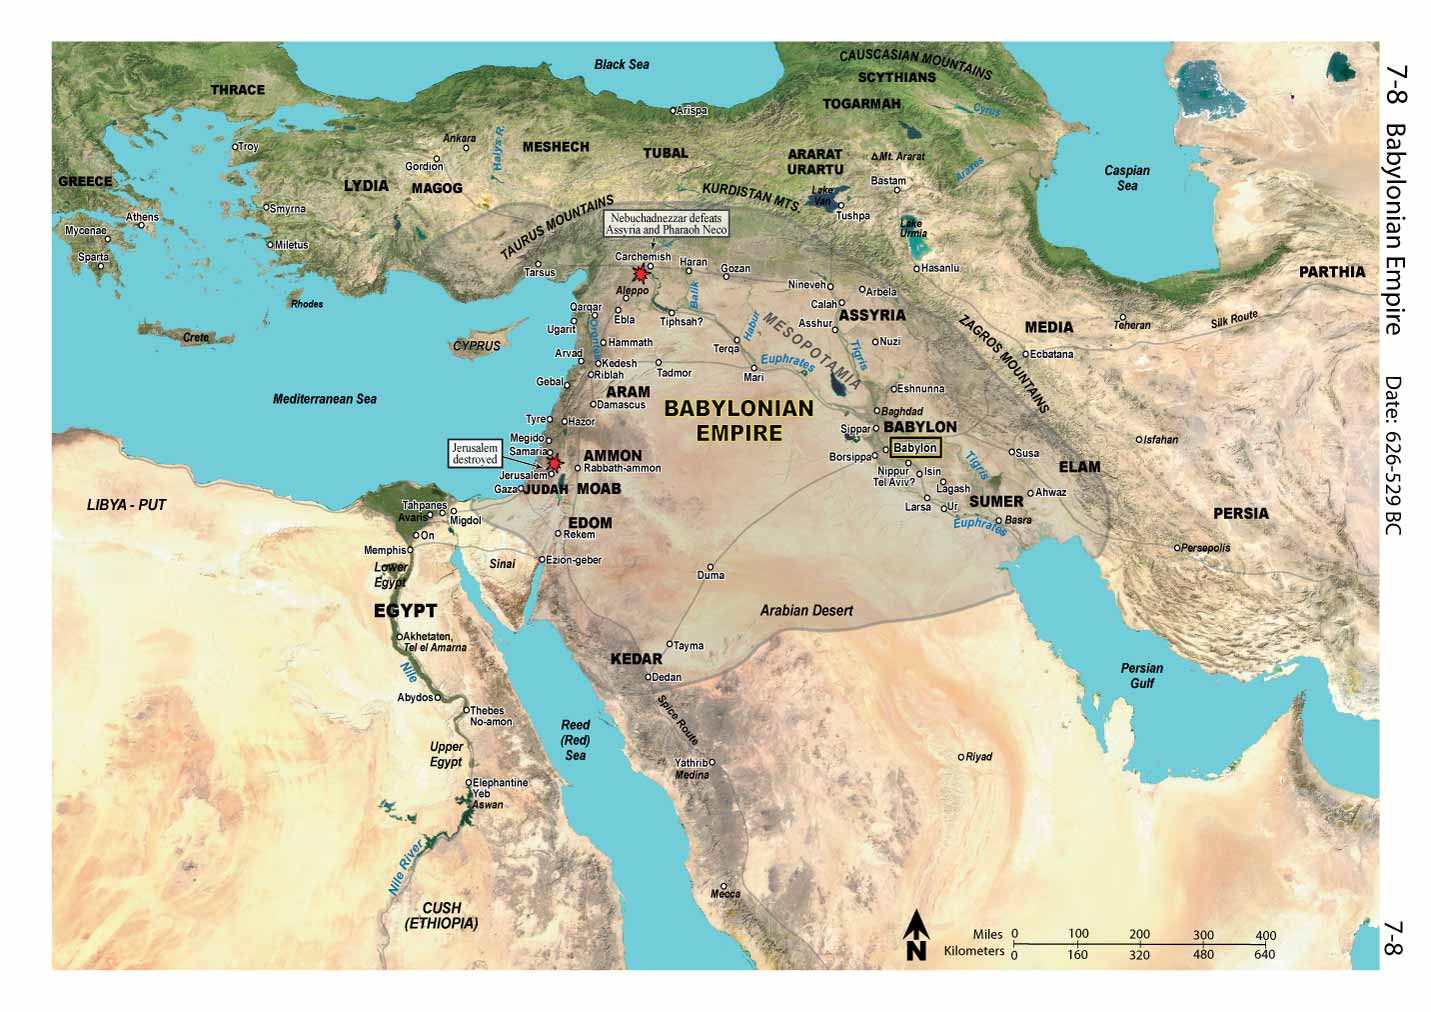 7-8 Babylonian Empire Date: 626-529 BC
7-8
Black Sea
CAUSCASIAN MOUNTAINS
SCYTHIANS
THRACE
TOGARMAH
Arispa
Cyrus
Troy
Ankara
Halys R.
MESHECH
TUBAL
ARARAT
URARTU
Mt. Ararat
Araxes
Caspian
Sea
Gordion
GREECE
LYDIA
MAGOG
KURDISTAN MTS.
Bastam
Lake
Van
Tushpa
Smyrna
Athens
Mycenae
TAURUS MOUNTAINS
Nebuchadnezzar defeats
Assyria and Pharaoh Neco
Lake
Urmia
Miletus
Sparta
Carchemish
Haran
Gozan
Tarsus
Hasanlu
PARTHIA
Nineveh
Arbela
Aleppo
Balik
Rhodes
Qarqar
Calah
ASSYRIA
Ebla
Tiphsah?
Habur
MESOPOTAMIA
Asshur
ZAGROS MOUNTAINS
MEDIA
Teheran
Silk Route
Ugarit
Orontes
Crete
CYPRUS
Hammath
Terqa
Tigris
Nuzi
Ecbatana
Arvad
Kedesh
Riblah
Tadmor
Euphrates
Mari
Gebal
ARAM
Eshnunna
Mediterranean Sea
Damascus
BABYLONIAN
EMPIRE
Baghdad
Tyre
Hazor
Sippar
BABYLON
Megido
Samaria
Jerusalem
destroyed
AMMON
Rabbath-ammon
Borsippa
Babylon
Isfahan
Susa
Tigris
ELAM
Jerusalem
Nippur
Tel Aviv?
Isin
Gaza
JUDAH
MOAB
Lagash
SUMER
Ahwaz
LIBYA - PUT
Tahpanes
Avaris
Migdol
Larsa
Ur
Basra
Euphrates
PERSIA
EDOM
Rekem
On
Memphis
Persepolis
Lower
Egypt
Sinai
Ezion-geber
Duma
EGYPT
Arabian Desert
Akhetaten,
Tel el Amarna
Tayma
KEDAR
Dedan
Nile
Persian
Gulf
Abydos
Thebes
No-amon
Spice Route
Reed
(Red)
Sea
Upper
Egypt
Yathrib
Medina
Riyad
Elephantine
Yeb
Aswan
Nile River
Mecca
CUSH
(ETHIOPIA)
N
Miles 0 100 200 300 400
Kilometers 0 160 320 480 640